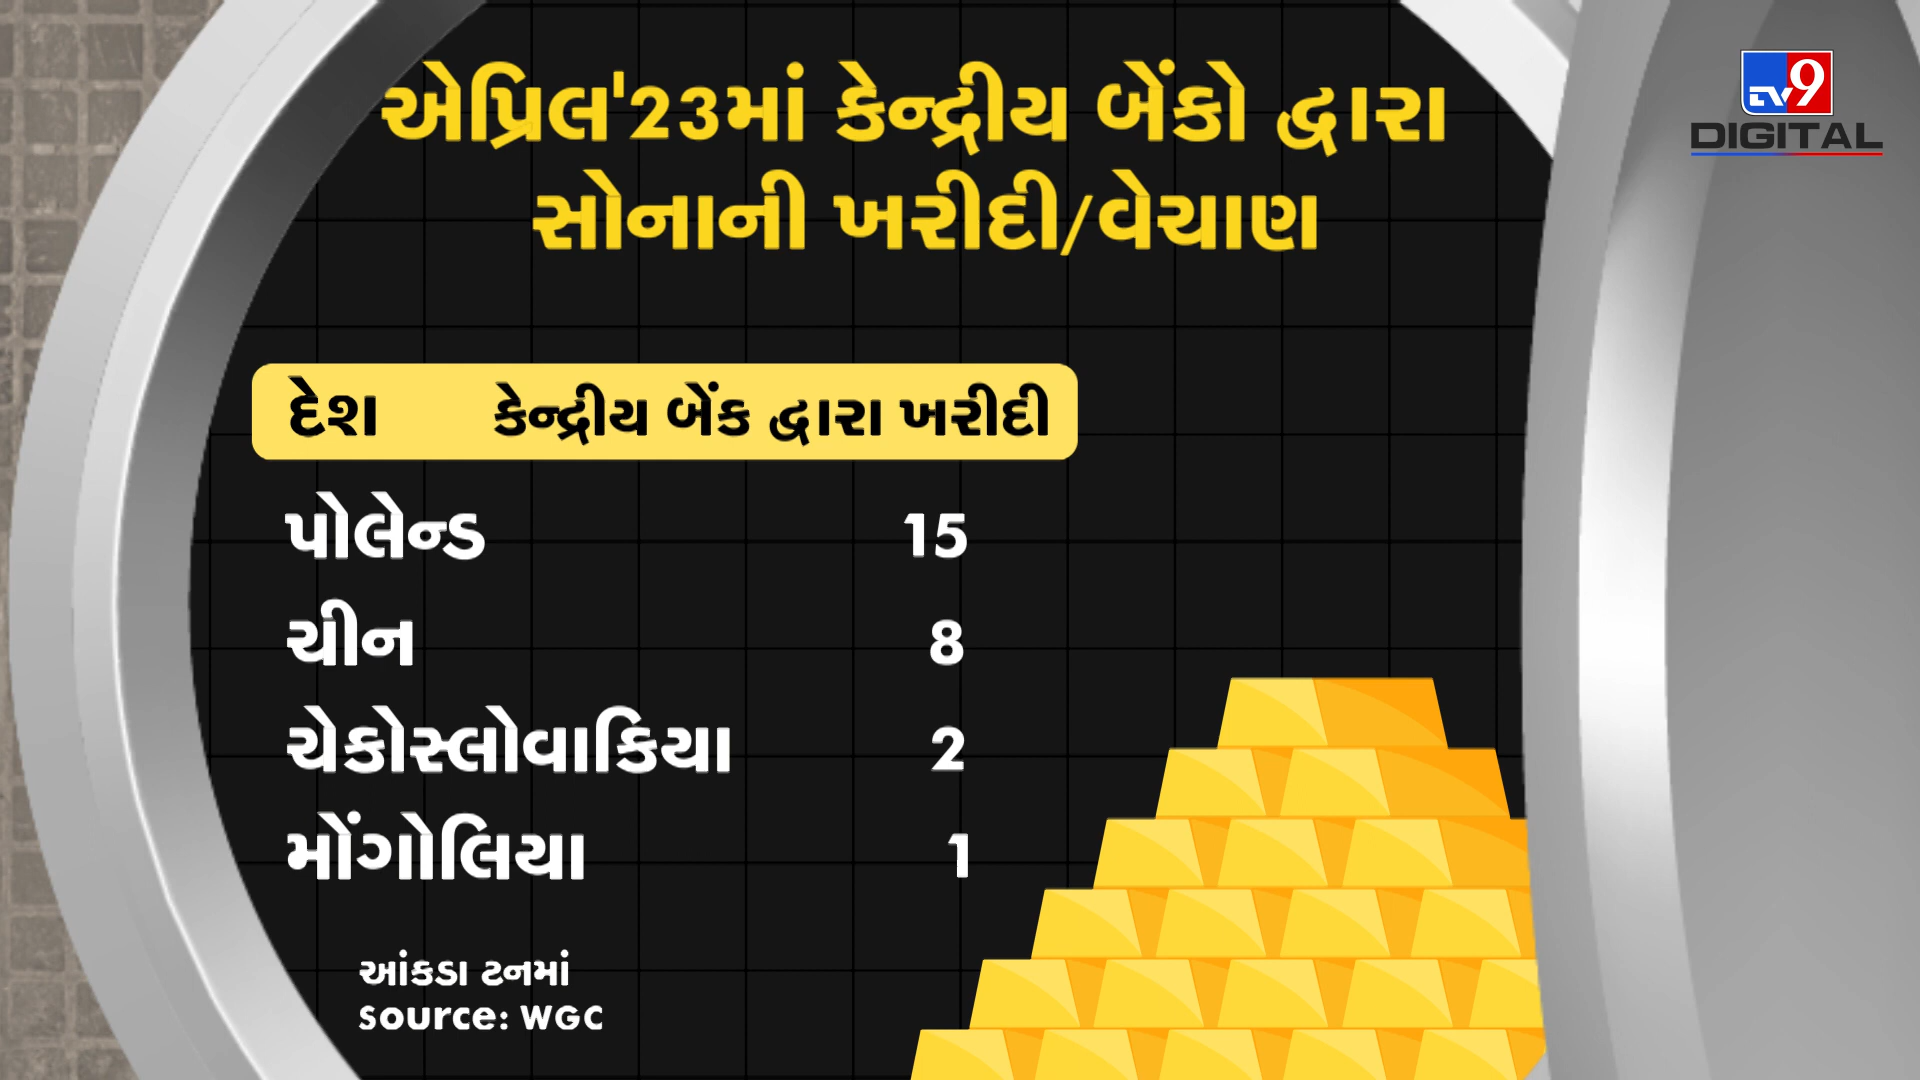 TV9
DIGITAL
એપ્રિલ'23માં કેન્દ્રીય બેંકો દ્વારા
સોનાની ખરીદી/વેચાણ
દેશ કેન્દ્રીય બેંક દ્વારા ખરીદી
પોલેન્ડ 15
ચીન 8
ચેકોસ્લોવાકિયા 2
મોંગોલિયા 1
આંકડા ટનમાં
Source: WGC